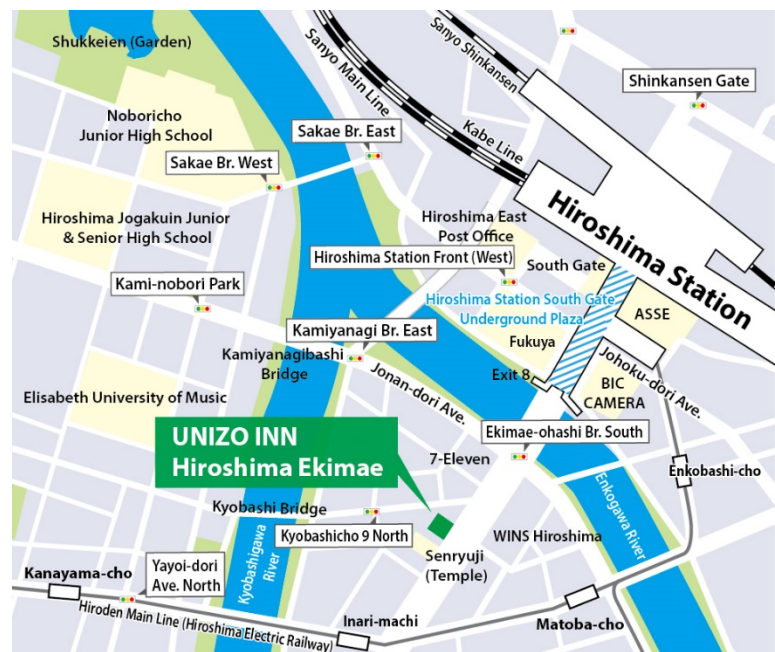 Shukkeien (Garden)
Sanyo Main Line
Sanyo Shinkansen
Shinkansen Gate
Noboricho
Junior High School
Sakae Br. East
Kabe Line
Sakae Br. West
Hiroshima Station
Hiroshima Jogakuin Junior
& Senior High School
Hiroshima East
Post Office
Hiroshima Station Front (West)
South Gate
Kami-nobori Park
Hiroshima Station South Gate
Underground Plaza
ASSE
Kamiyanagi Br. East
Fukuya
Kamiyanagibashi
Bridge
Johoku-dori Ave.
Jonan-dori Ave.
Exit 8
BIC
CAMERA
Elisabeth University of Music
UNIZO INN
Hiroshima Ekimae
Ekimae-ohashi Br. South
7-Eleven
Enkobashi-cho
Kyobashi Bridge
Enkogawa
River
Kyobashicho 9 North
WINS Hiroshima
Kyobashigawa
River
Senryuji
(Temple)
Yayoi-dori
Ave. North
Kanayama-cho
Hiroden Main Line (Hiroshima Electric Railway)
Inari-machi
Matoba-cho